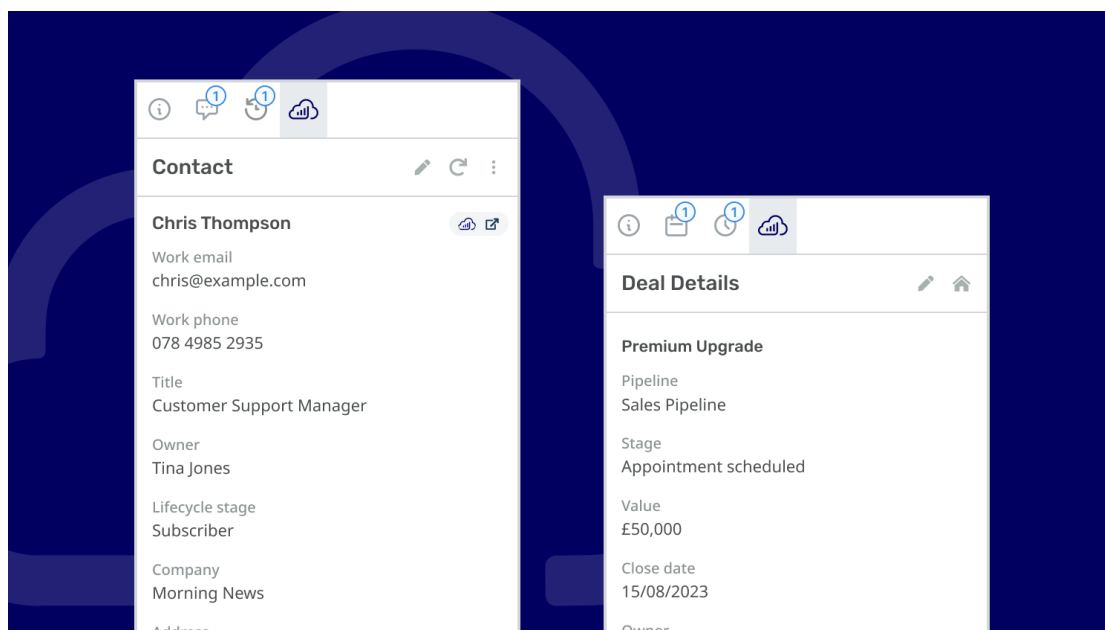 1
1
Contact
Chris Thompson
Work email
chris@example.com
Work phone
078 4985 2935
Title
Customer Support Manager
Owner
Tina Jones
Lifecycle stage
Subscriber
Company
Morning News
Address
1
1
Deal Details
Premium Upgrade
Pipeline
Sales Pipeline
Stage
Appointment scheduled
Value
£50,000
Close date
15/08/2023
Owner